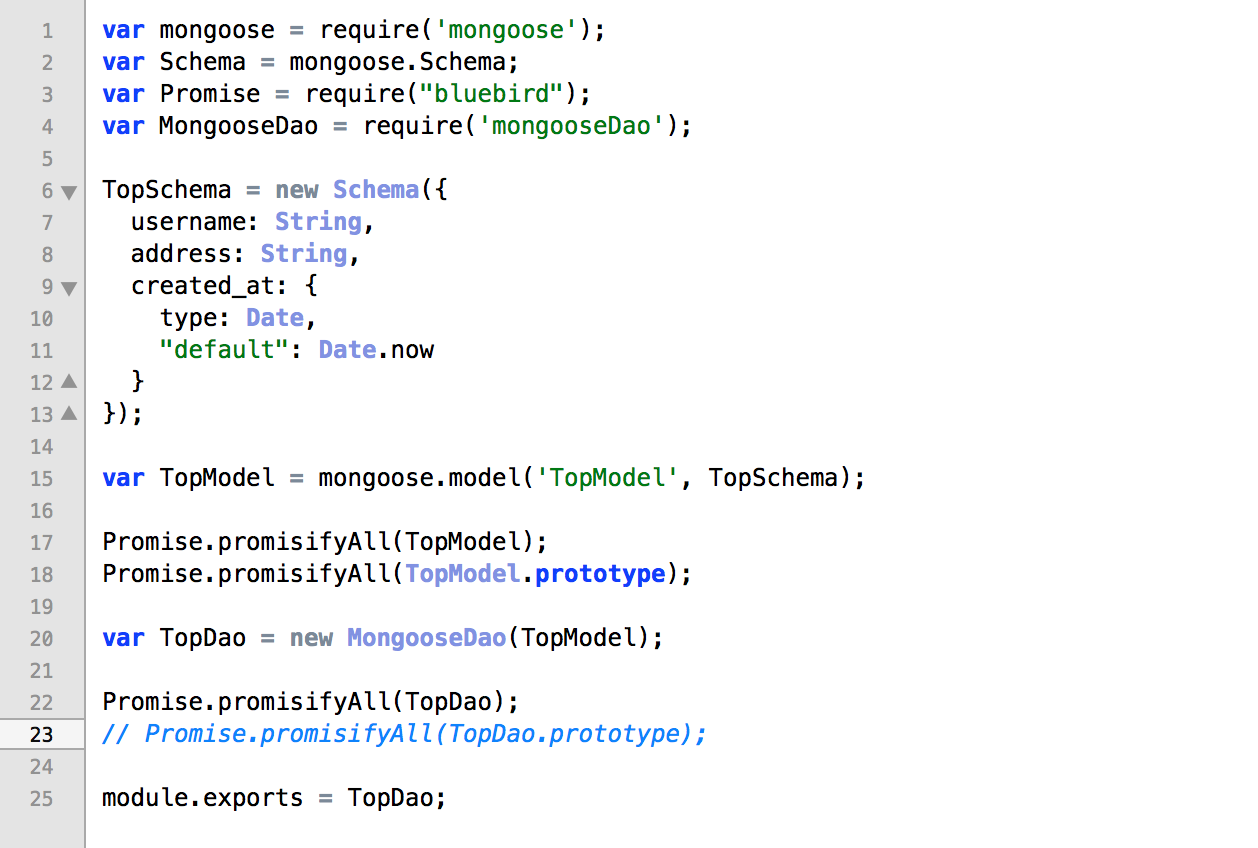 1 var mongoose = require('mongoose');
2 var Schema = mongoose.Schema;
3 var Promise = require("bluebird");
4 var MongooseDao = require('mongooseDao');
5
6 TopSchema = new Schema({
7   username: String,
8   address: String,
9   created_at: {
10     type: Date,
11     "default": Date.now
12   }
13 });
14
15 var TopModel = mongoose.model('TopModel', TopSchema);
16
17 Promise.promisifyAll(TopModel);
18 Promise.promisifyAll(TopModel.prototype);
19
20 var TopDao = new MongooseDao(TopModel);
21
22 Promise.promisifyAll(TopDao);
23 // Promise.promisifyAll(TopDao.prototype);
24
25 module.exports = TopDao;